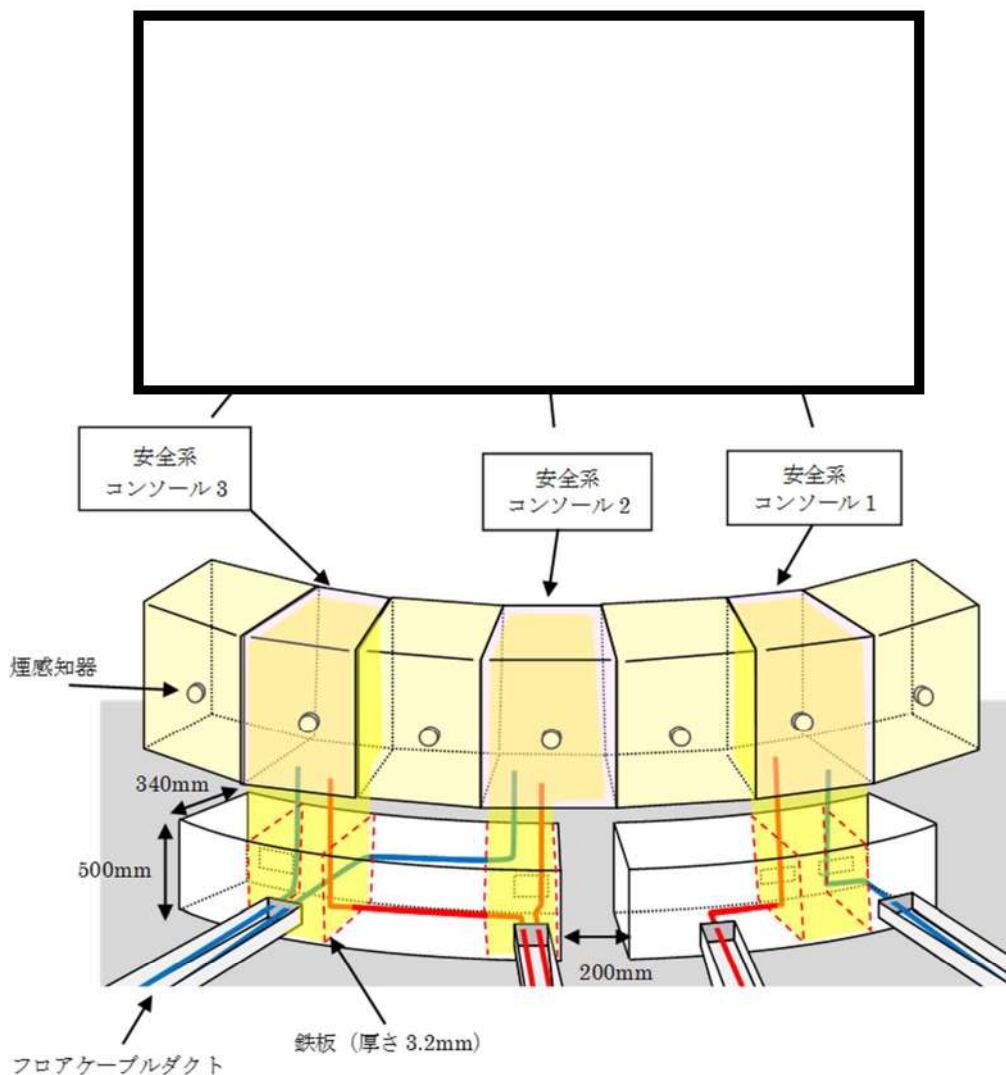 安全系
コンソール 3
安全系
コンソール 2
安全系
コンソール 1
煙感知器
340mm
500mm
200mm
鉄板（厚さ 3.2mm）
フロアケーブルダクト